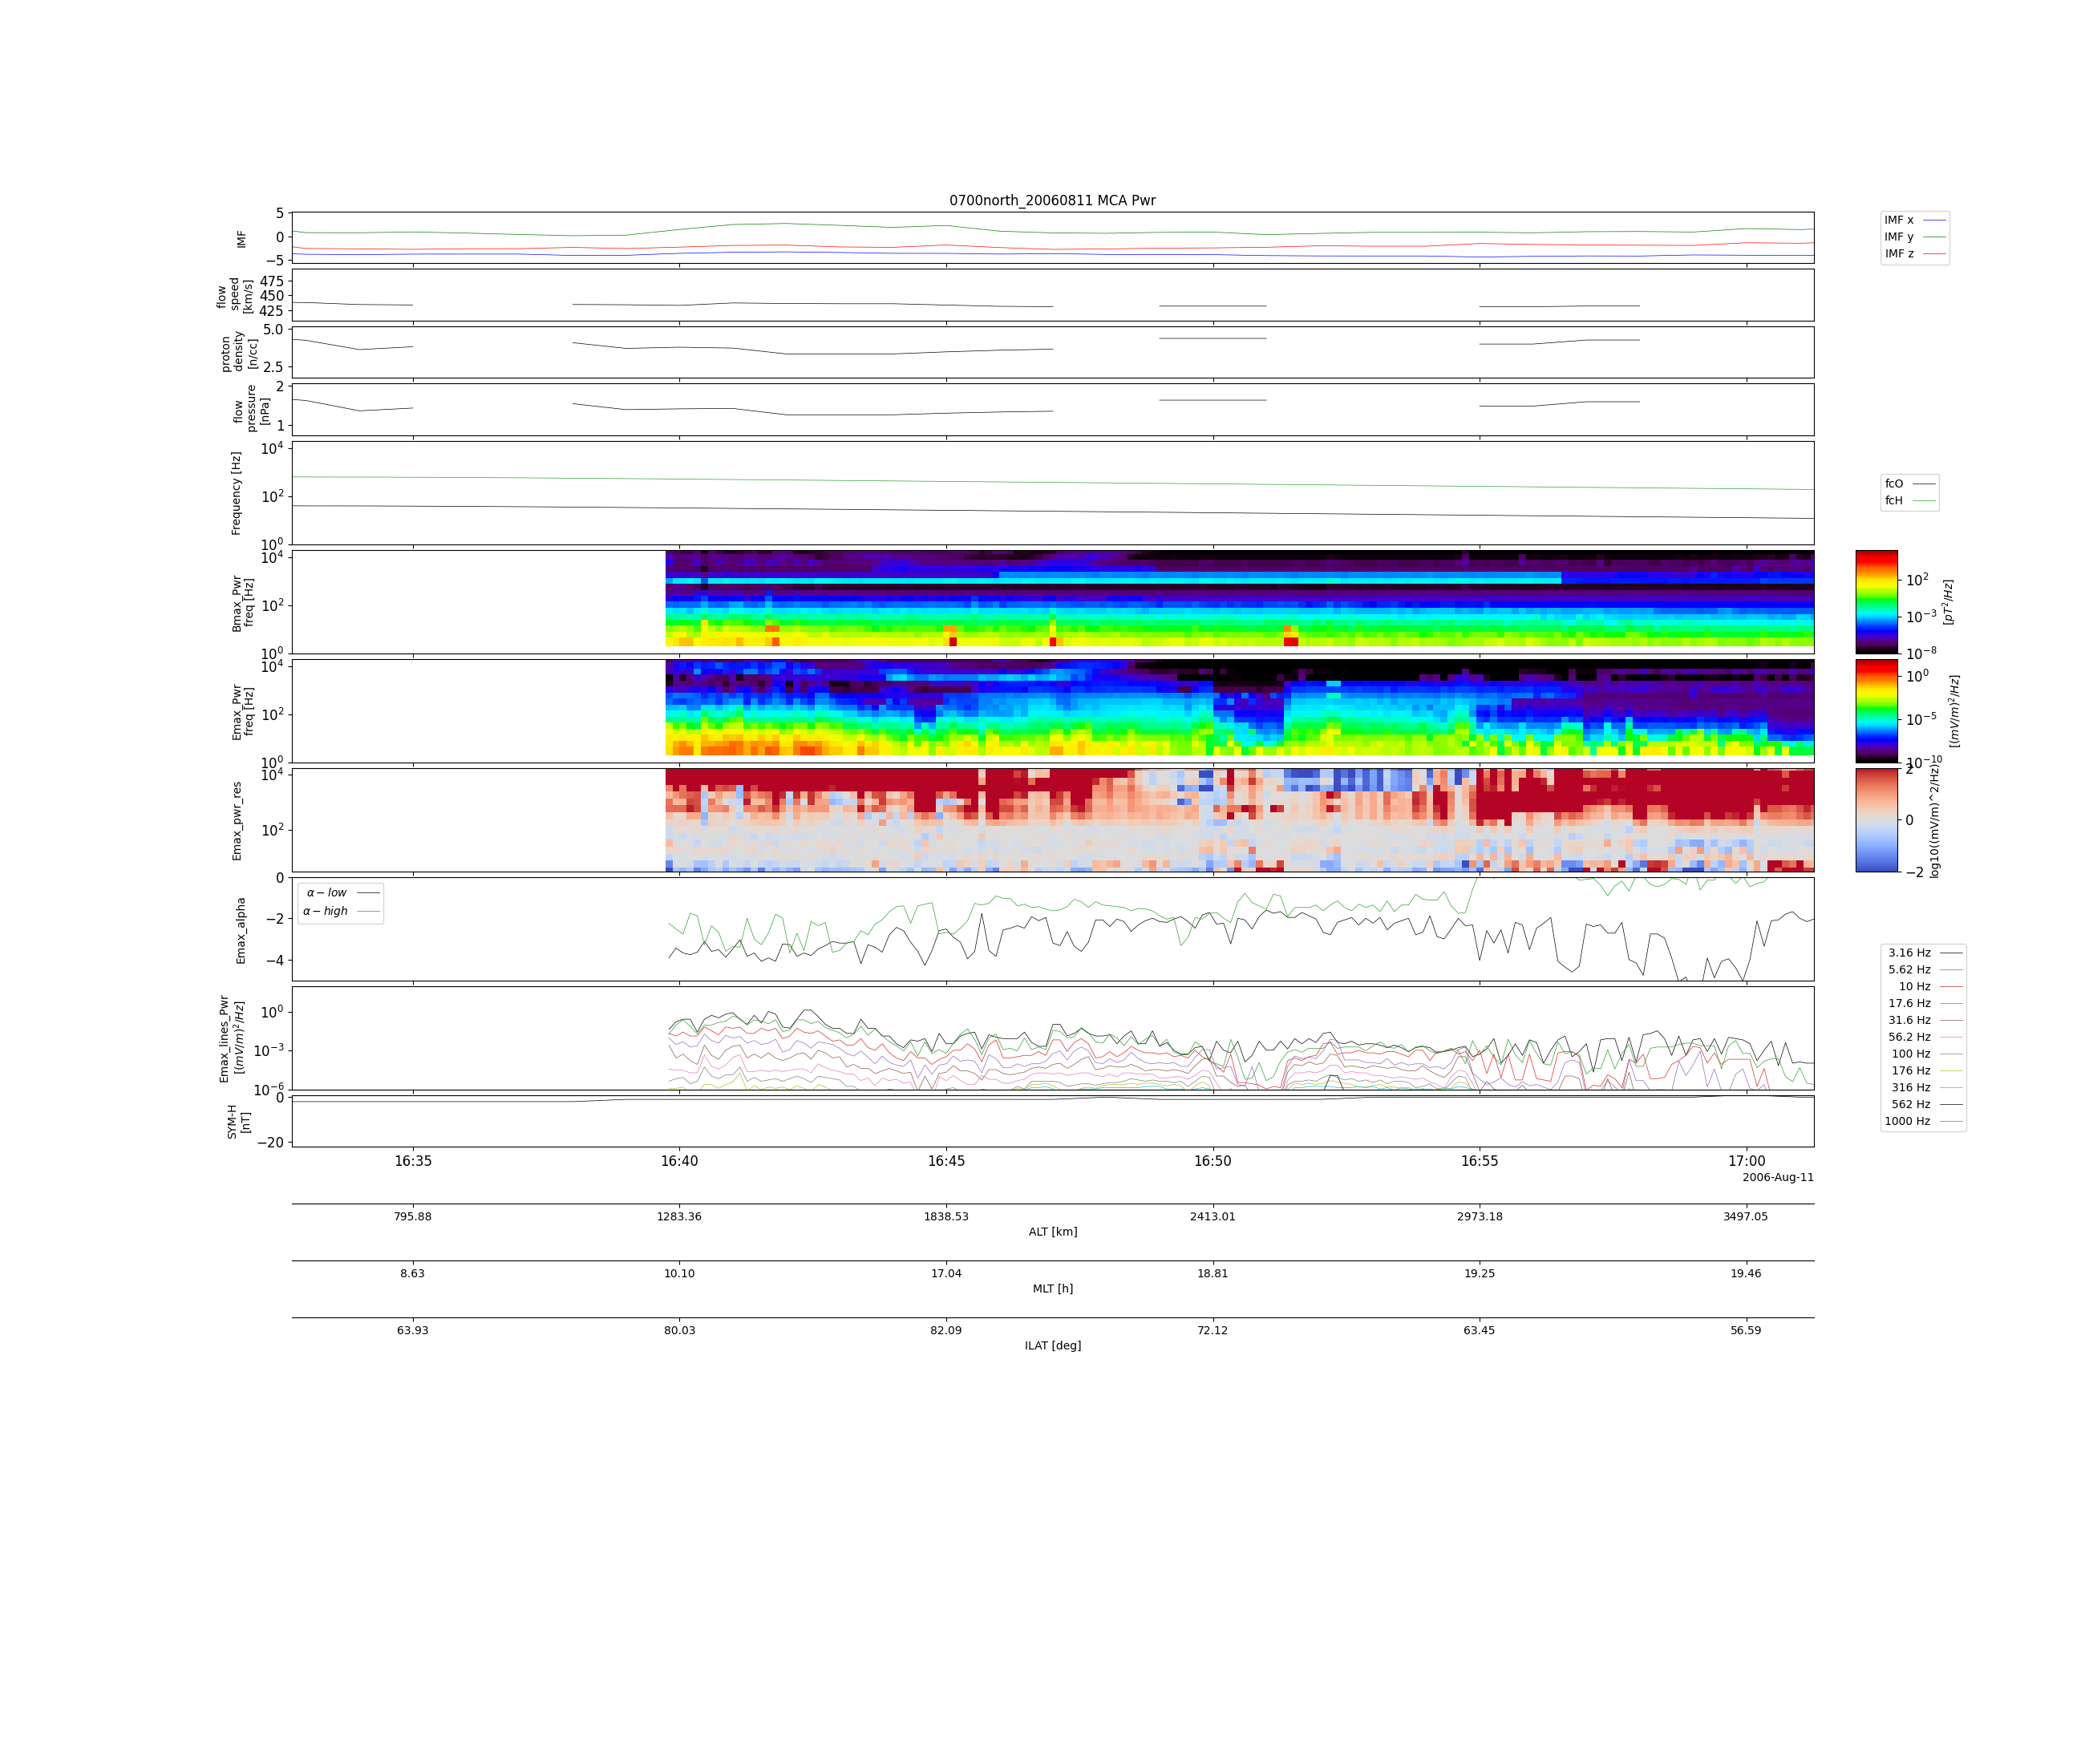 0700north_20060811 MCA Pwr
5
0
−5
IMF
IMF x
IMF y
IMF z
475
450
425
flow
speed
[km/s]
5.0
2.5
proton
density
[n/cc]
2
1
flow
pressure
[nPa]
10^4
10^2
10^0
Frequency [Hz]
fcO
fcH
10^4
10^2
10^0
Bmax_Pwr
freq [Hz]
10^2
10^−3
10^−8
[pT^2/Hz]
10^4
10^2
10^0
Emax_Pwr
freq [Hz]
10^0
10^−5
10^−10
[(mV/m)^2/Hz]
10^4
10^2
Emax_pwr_res
2
0
−2
log10((mV/m)^2/Hz)
0
−2
−4
Emax_alpha
α − low
α − high
10^0
10^−3
10^−6
Emax_lines_Pwr
[(mV/m)^2/Hz]
3.16 Hz
5.62 Hz
10 Hz
17.6 Hz
31.6 Hz
56.2 Hz
100 Hz
176 Hz
316 Hz
562 Hz
1000 Hz
0
−20
SYM-H
[nT]
16:35 16:40 16:45 16:50 16:55 17:00
2006-Aug-11
795.88 1283.36 1838.53 2413.01 2973.18 3497.05
ALT [km]
8.63 10.10 17.04 18.81 19.25 19.46
MLT [h]
63.93 80.03 82.09 72.12 63.45 56.59
ILAT [deg]